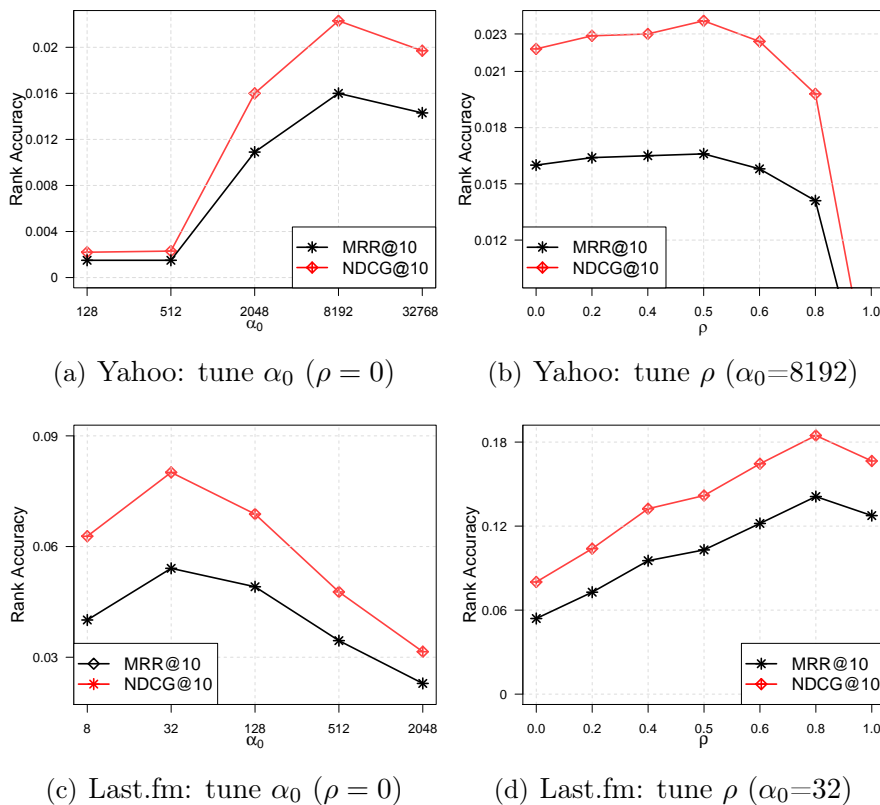 Rank Accuracy
0.02
0.016
0.012
0.008
0.004
0
MRR@10
NDCG@10
128 512 2048 8192 32768
α₀
(a) Yahoo: tune α₀ (ρ = 0)
Rank Accuracy
0.023
0.021
0.018
0.015
0.012
MRR@10
NDCG@10
0.0 0.2 0.4 0.5 0.6 0.8 1.0
ρ
(b) Yahoo: tune ρ (α₀=8192)
Rank Accuracy
0.09
0.06
0.03
MRR@10
NDCG@10
8 32 128 512 2048
α₀
(c) Last.fm: tune α₀ (ρ = 0)
Rank Accuracy
0.18
0.12
0.06
0
MRR@10
NDCG@10
0.0 0.2 0.4 0.5 0.6 0.8 1.0
ρ
(d) Last.fm: tune ρ (α₀=32)